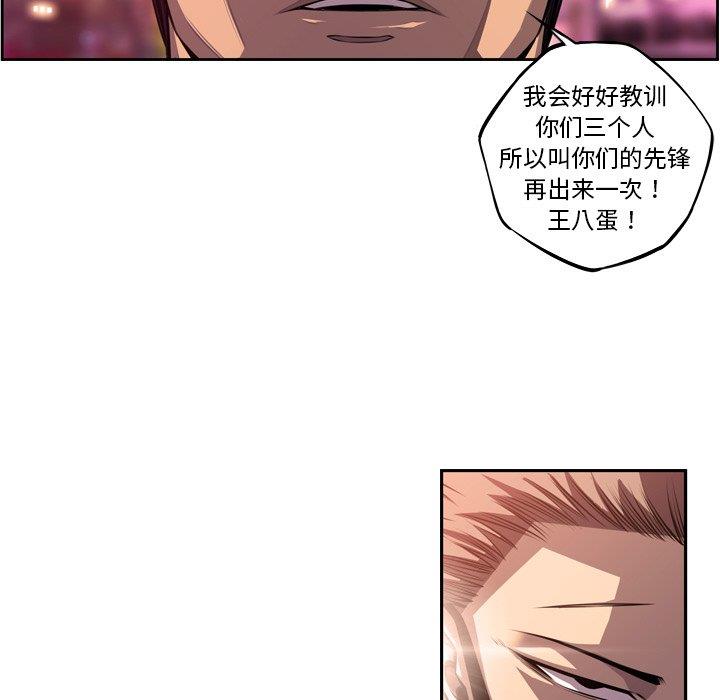 我会好好教训
你们三个人
所以叫你们的先锋
再出来一次！
王八蛋！